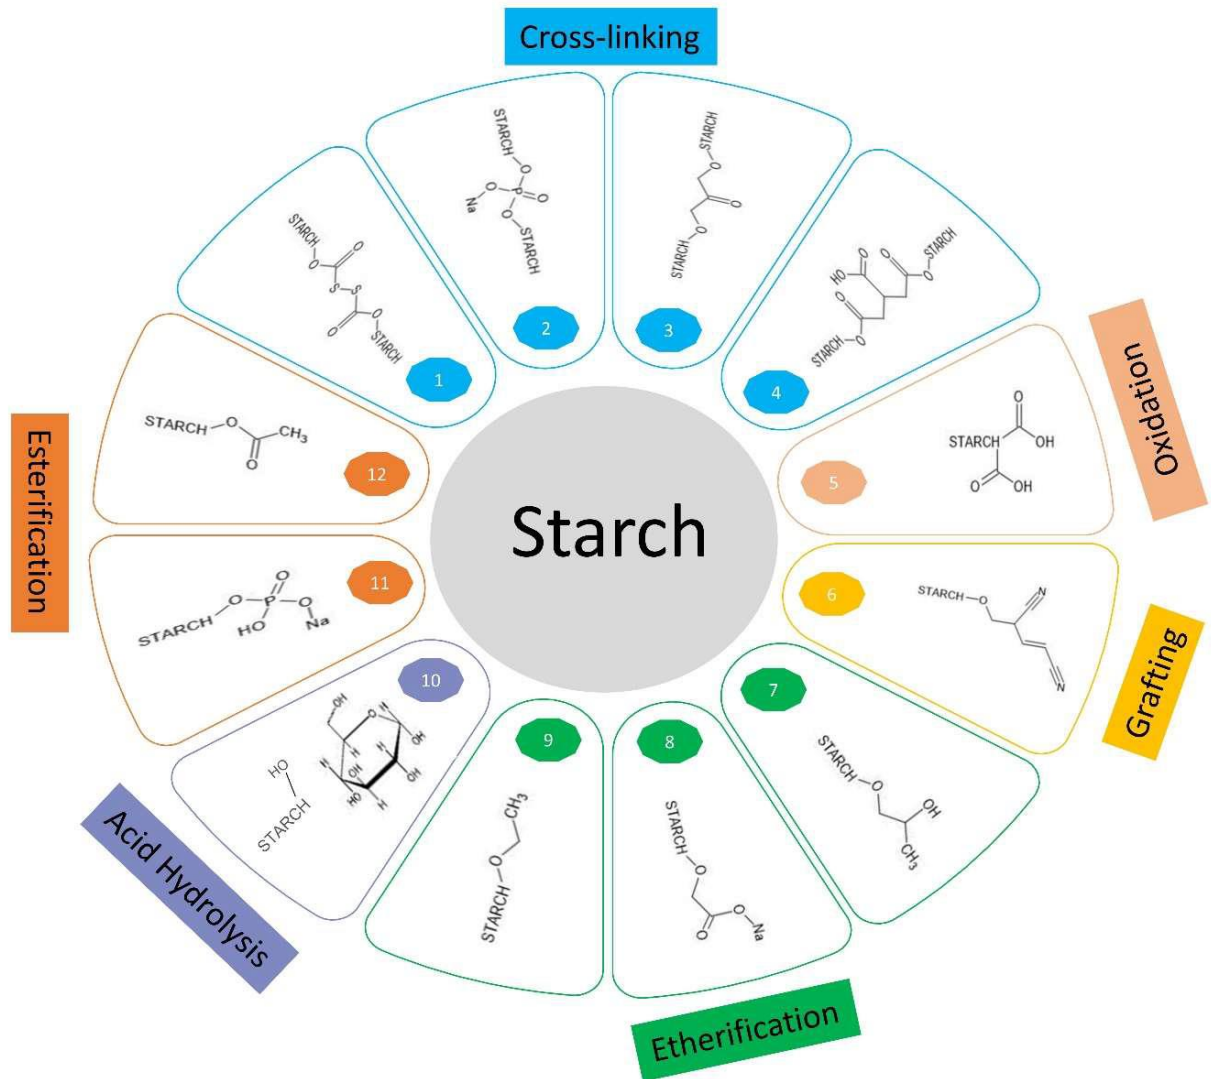 Cross-linking
STARCH
O
O
S
S
O
O
STARCH
1
STARCH
O
O
P
O
Na
O
STARCH
2
STARCH
O
O
O
STARCH
3
STARCH
O
O
O
HO
O
O
STARCH
4
Oxidation
O
STARCH
OH
O
OH
5
Grafting
STARCH
O
N
N
6
7
STARCH
O
OH
CH3
8
STARCH
O
O
O
Na
Etherification
9
CH3
O
STARCH
10
OH
O
H
H
OH
H
H
OH
HO
H
OH
HO
STARCH
Acid Hydrolysis
11
O
O
P
O
STARCH
HO
Na
12
STARCH
O
CH3
O
Esterification
Starch